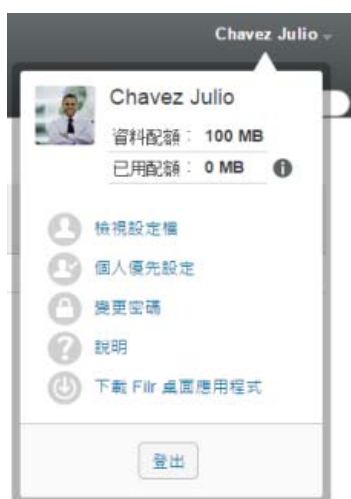 Chavez Julio
Chavez Julio
資料配額： 100 MB
已用配額： 0 MB
檢視設定檔
個人優先設定
變更密碼
說明
下載 Filr 桌面應用程式
登出